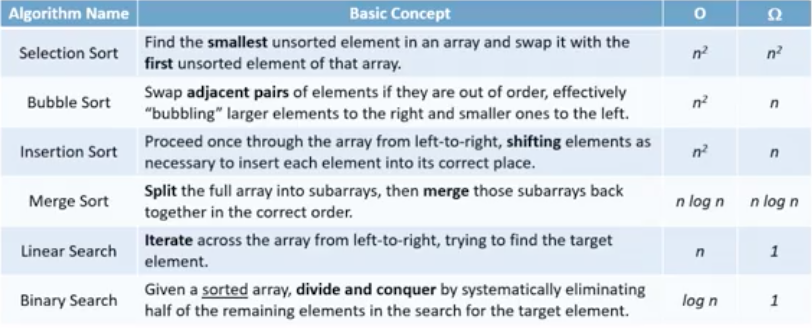 Algorithm Name Basic Concept O Ω
Selection Sort Find the smallest unsorted element in an array and swap it with the first unsorted element of that array. n² n²
Bubble Sort Swap adjacent pairs of elements if they are out of order, effectively “bubbling” larger elements to the right and smaller ones to the left. n² n
Insertion Sort Proceed once through the array from left-to-right, shifting elements as necessary to insert each element into its correct place. n² n
Merge Sort Split the full array into subarrays, then merge those subarrays back together in the correct order. n log n n log n
Linear Search Iterate across the array from left-to-right, trying to find the target element. n 1
Binary Search Given a sorted array, divide and conquer by systematically eliminating half of the remaining elements in the search for the target element. log n 1